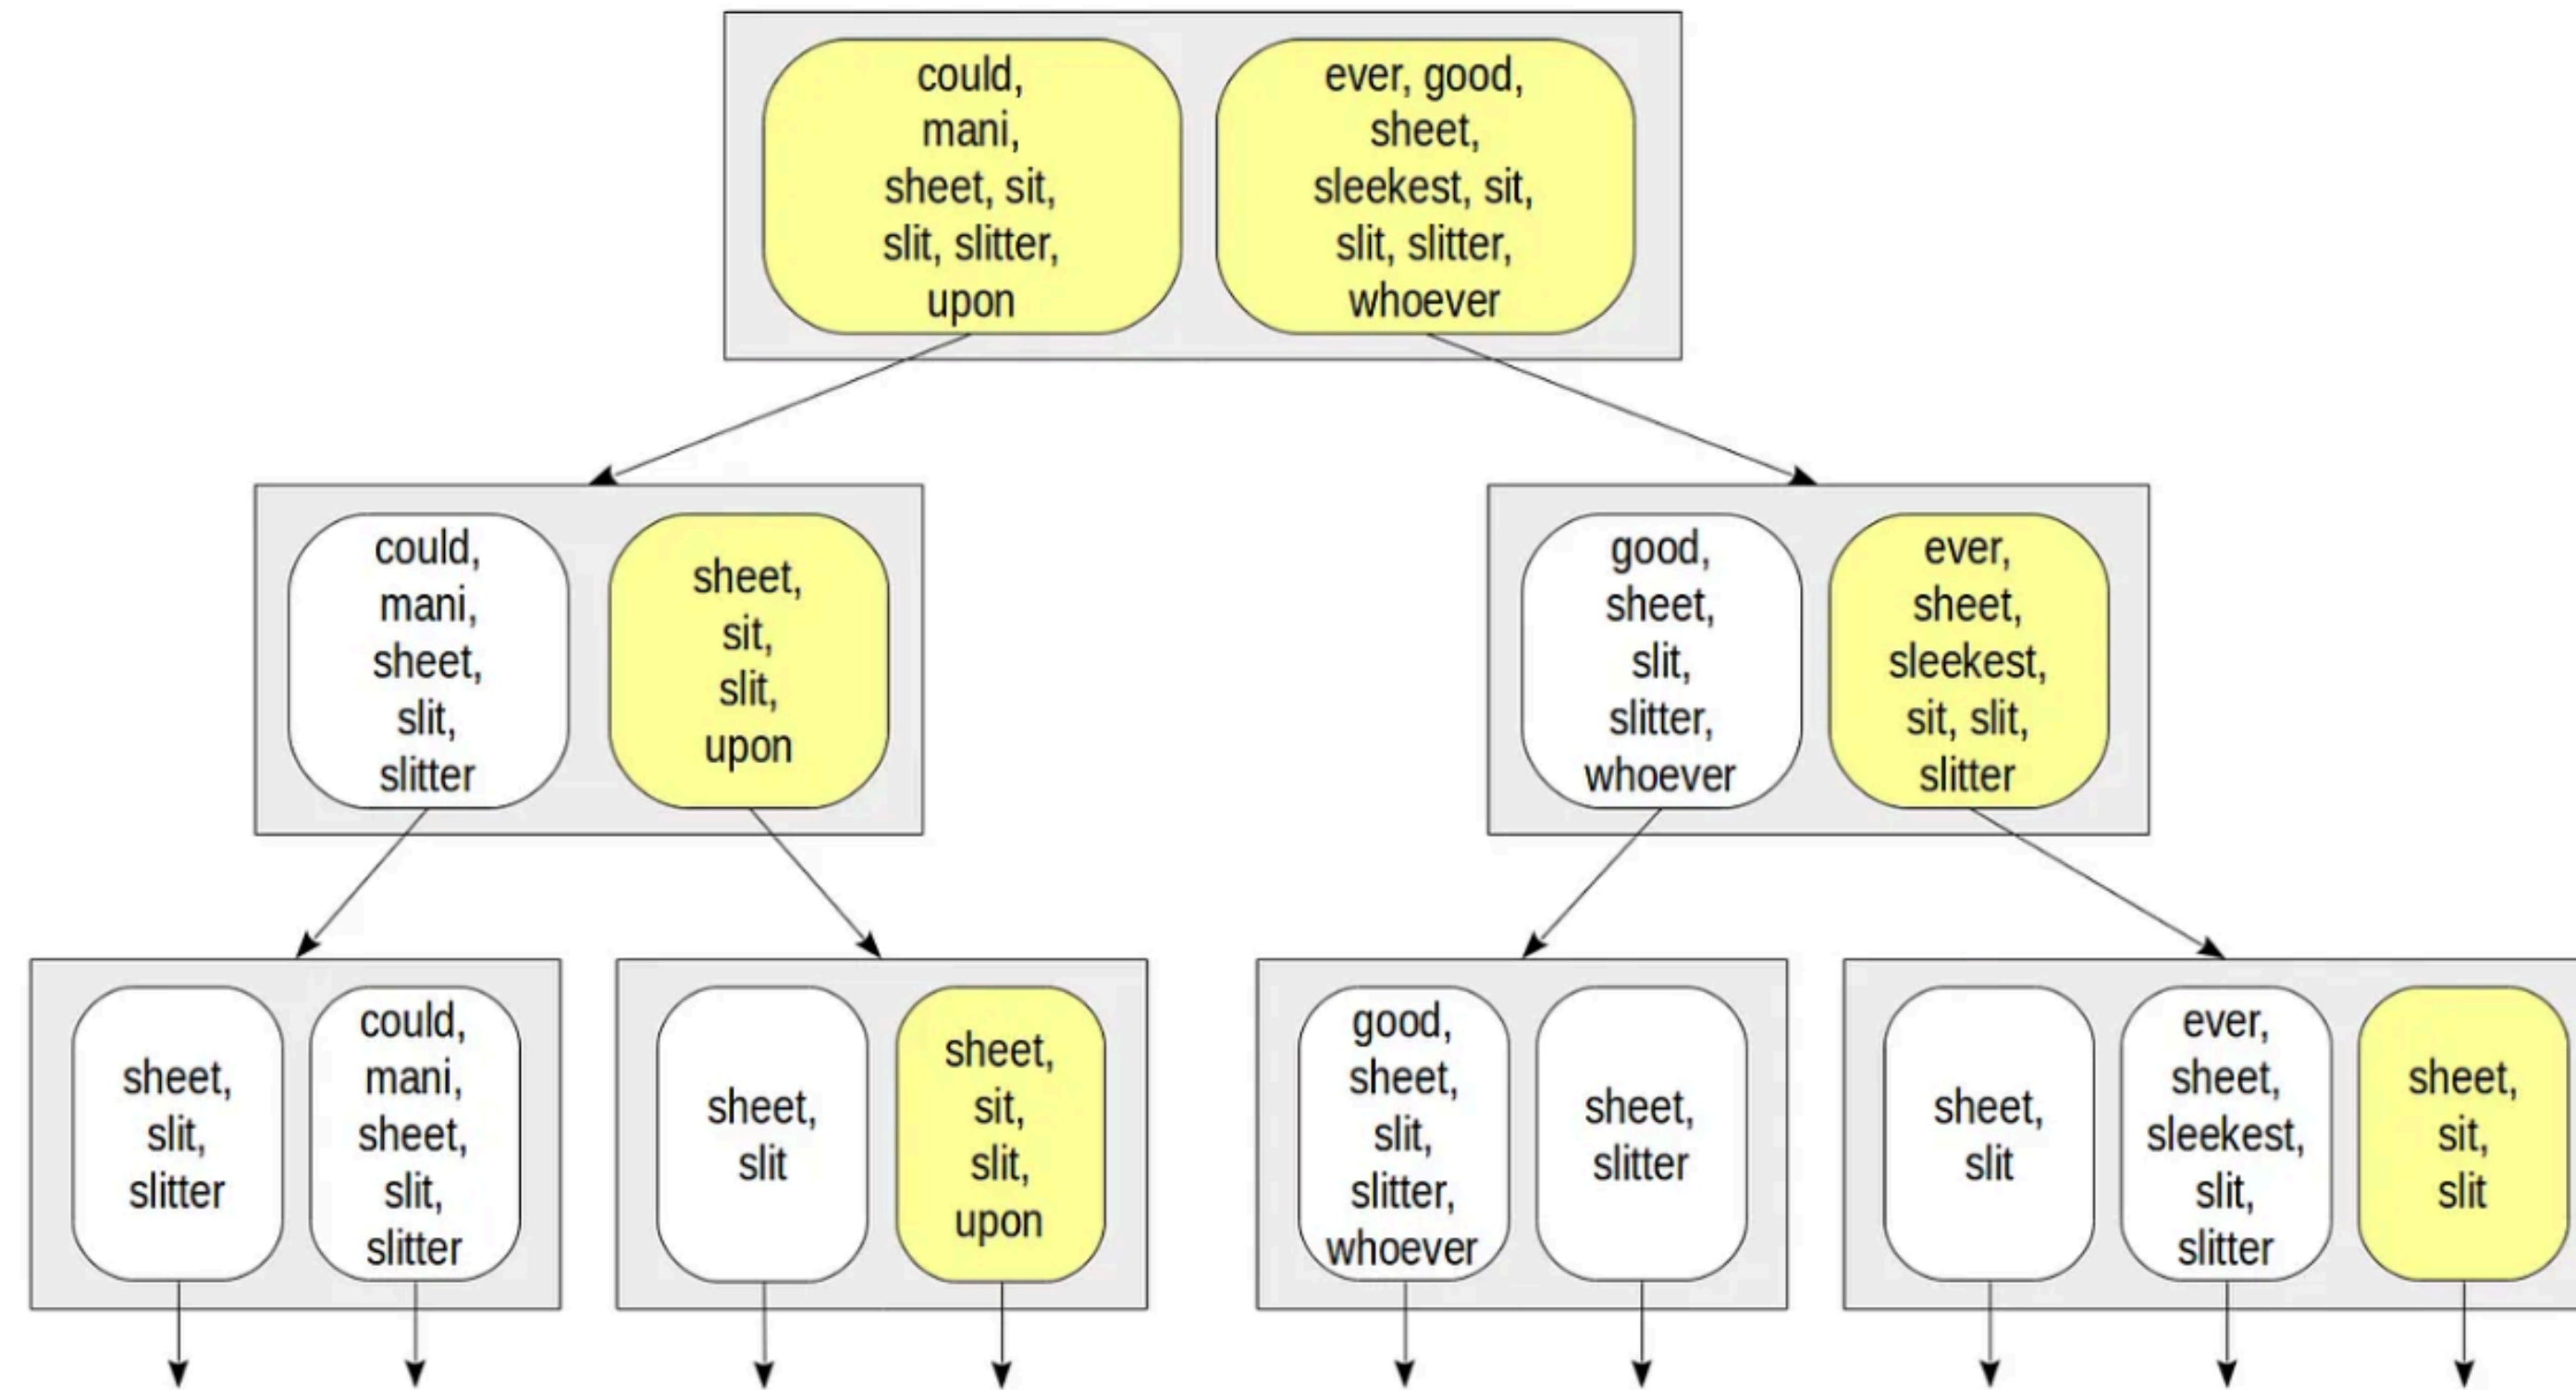 could,
mani,
sheet, sit,
slit, slitter,
upon
ever, good,
sheet,
sleekest, sit,
slit, slitter,
whoever
could,
mani,
sheet,
slit,
slitter
sheet,
sit,
slit,
upon
good,
sheet,
slit,
slitter,
whoever
ever,
sheet,
sleekest,
sit, slit,
slitter
sheet,
slit,
slitter
could,
mani,
sheet,
slit,
slitter
sheet,
slit
sheet,
sit,
slit,
upon
good,
sheet,
slit,
slitter,
whoever
sheet,
slitter
sheet,
slit
ever,
sheet,
sleekest,
slit,
slitter
sheet,
sit,
slit